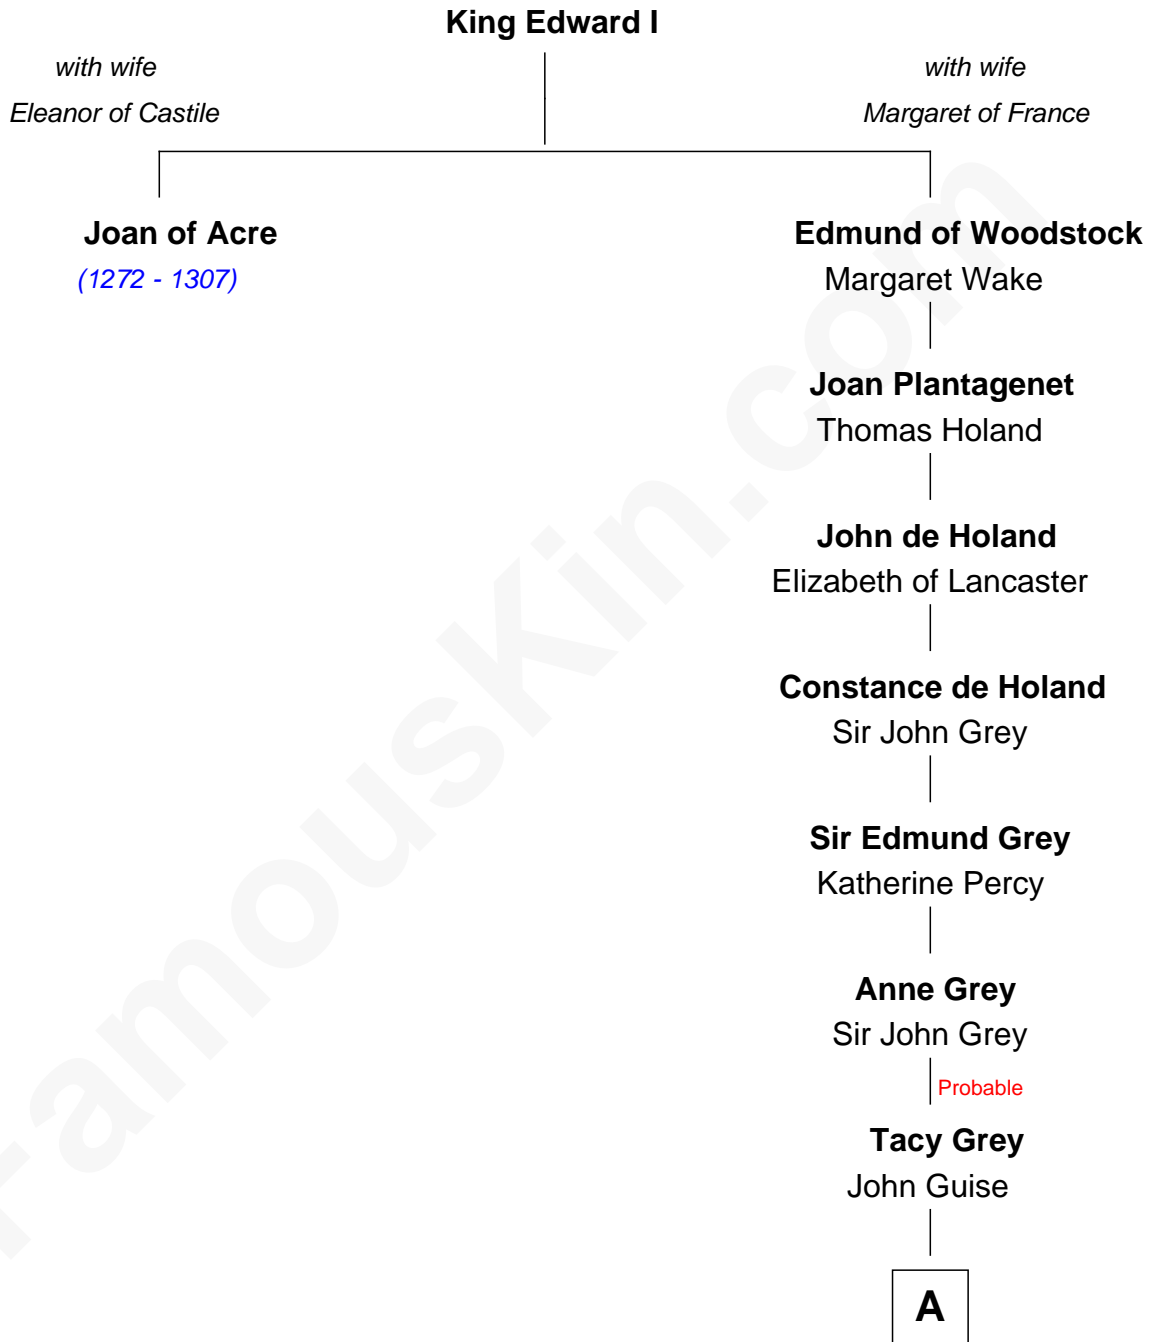 King Edward I
with wife
Eleanor of Castile
with wife
Margaret of France
Joan of Acre
(1272 - 1307)
Edmund of Woodstock
Margaret Wake
Joan Plantagenet
Thomas Holand
John de Holand
Elizabeth of Lancaster
Constance de Holand
Sir John Grey
Sir Edmund Grey
Katherine Percy
Anne Grey
Sir John Grey
Probable
Tacy Grey
John Guise
A
FamousKin.com